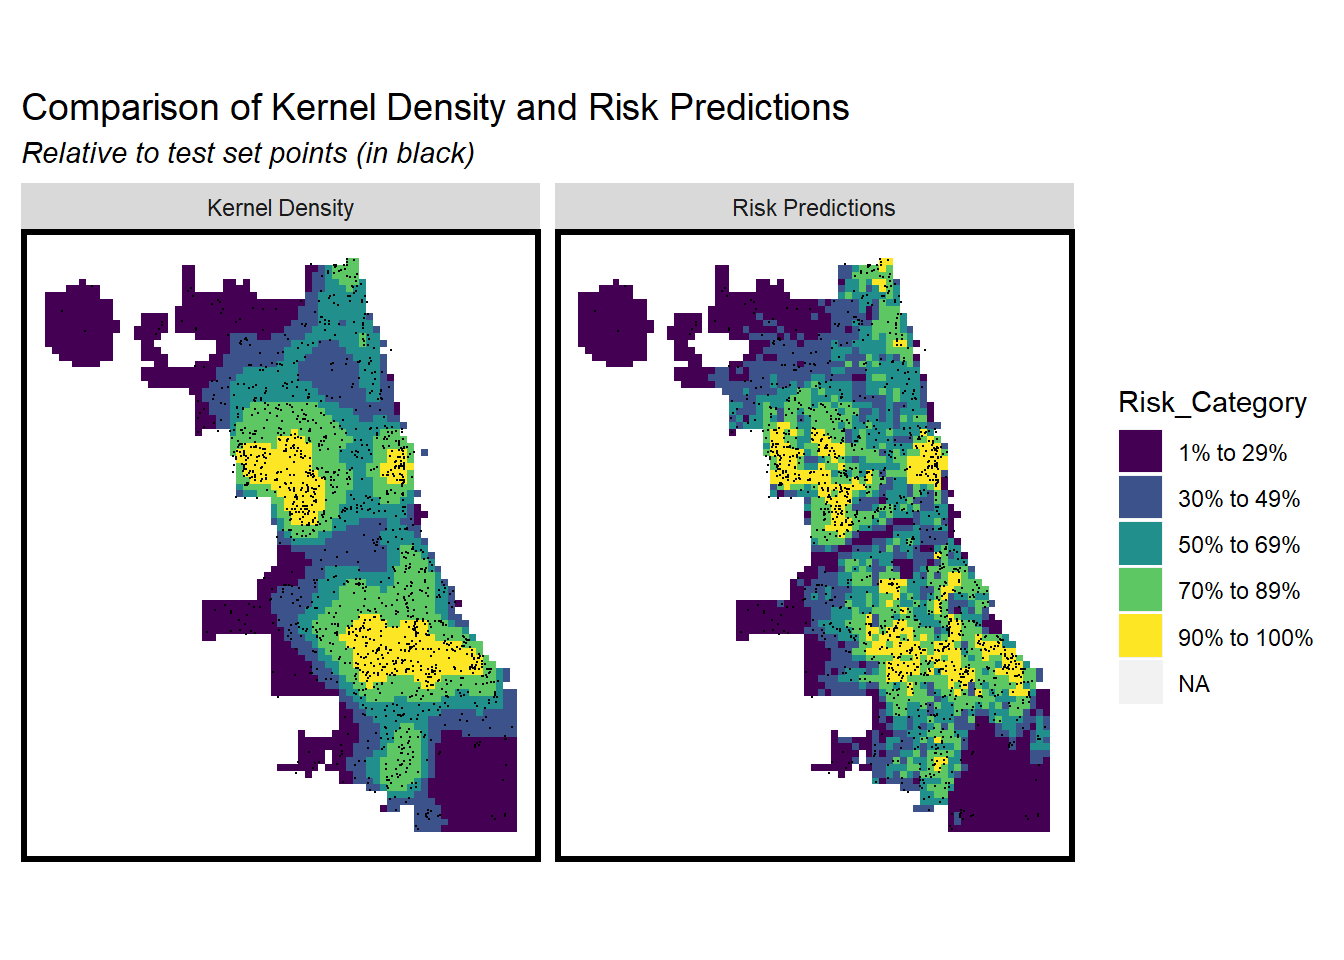 Comparison of Kernel Density and Risk Predictions
Relative to test set points (in black)
Kernel Density
Risk Predictions
Risk_Category
1% to 29%
30% to 49%
50% to 69%
70% to 89%
90% to 100%
NA